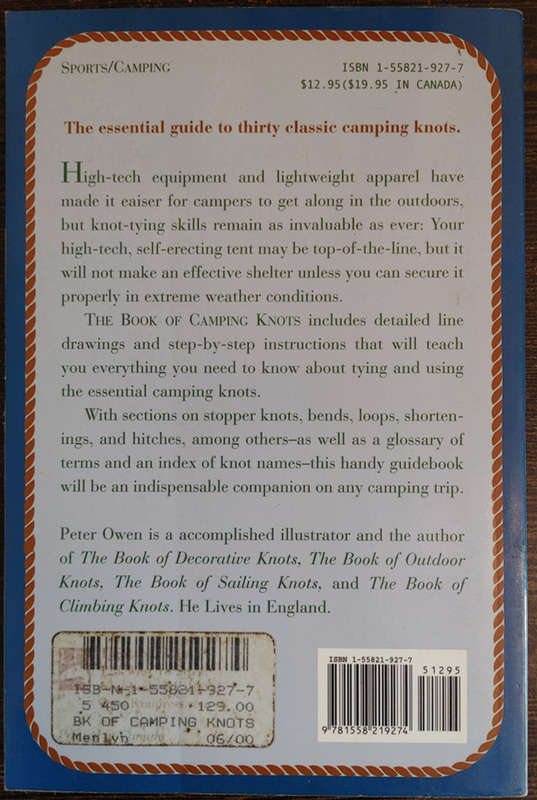 SPORTS/CAMPING
ISBN 1-55821-927-7
$12.95($19.95 IN CANADA)
The essential guide to thirty classic camping knots.
High-tech equipment and lightweight apparel have
made it eaiser for campers to get along in the outdoors,
but knot-tying skills remain as invaluable as ever: Your
high-tech, self-erecting tent may be top-of-the-line, but it
will not make an effective shelter unless you can secure it
properly in extreme weather conditions.
THE BOOK OF CAMPING KNOTS includes detailed line
drawings and step-by-step instructions that will teach
you everything you need to know about tying and using
the essential camping knots.
With sections on stopper knots, bends, loops, shorten-
ings, and hitches, among others–as well as a glossary of
terms and an index of knot names–this handy guidebook
will be an indispensable companion on any camping trip.
Peter Owen is a accomplished illustrator and the author
of The Book of Decorative Knots, The Book of Outdoor
Knots, The Book of Sailing Knots, and The Book of
Climbing Knots. He Lives in England.
ISB-N 1-55821-927-7
5 450 129.00
BK OF CAMPING KNOTS
Menlyn 06/00
ISBN 1-55821-927-7
51295
9 781558 219274